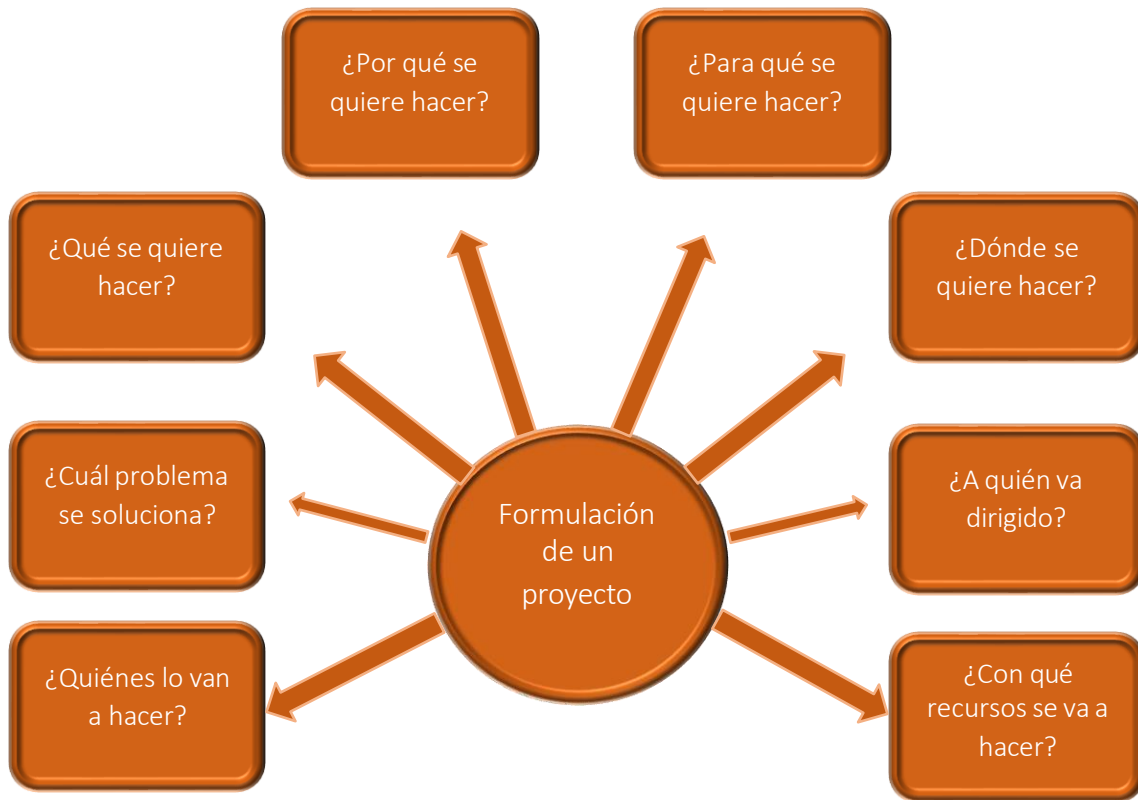 ¿Por qué se
quiere hacer?
¿Para qué se
quiere hacer?
¿Qué se quiere
hacer?
¿Dónde se
quiere hacer?
¿Cuál problema
se soluciona?
¿A quién va
dirigido?
Formulación
de un
proyecto
¿Quiénes lo van
a hacer?
¿Con qué
recursos se va a
hacer?